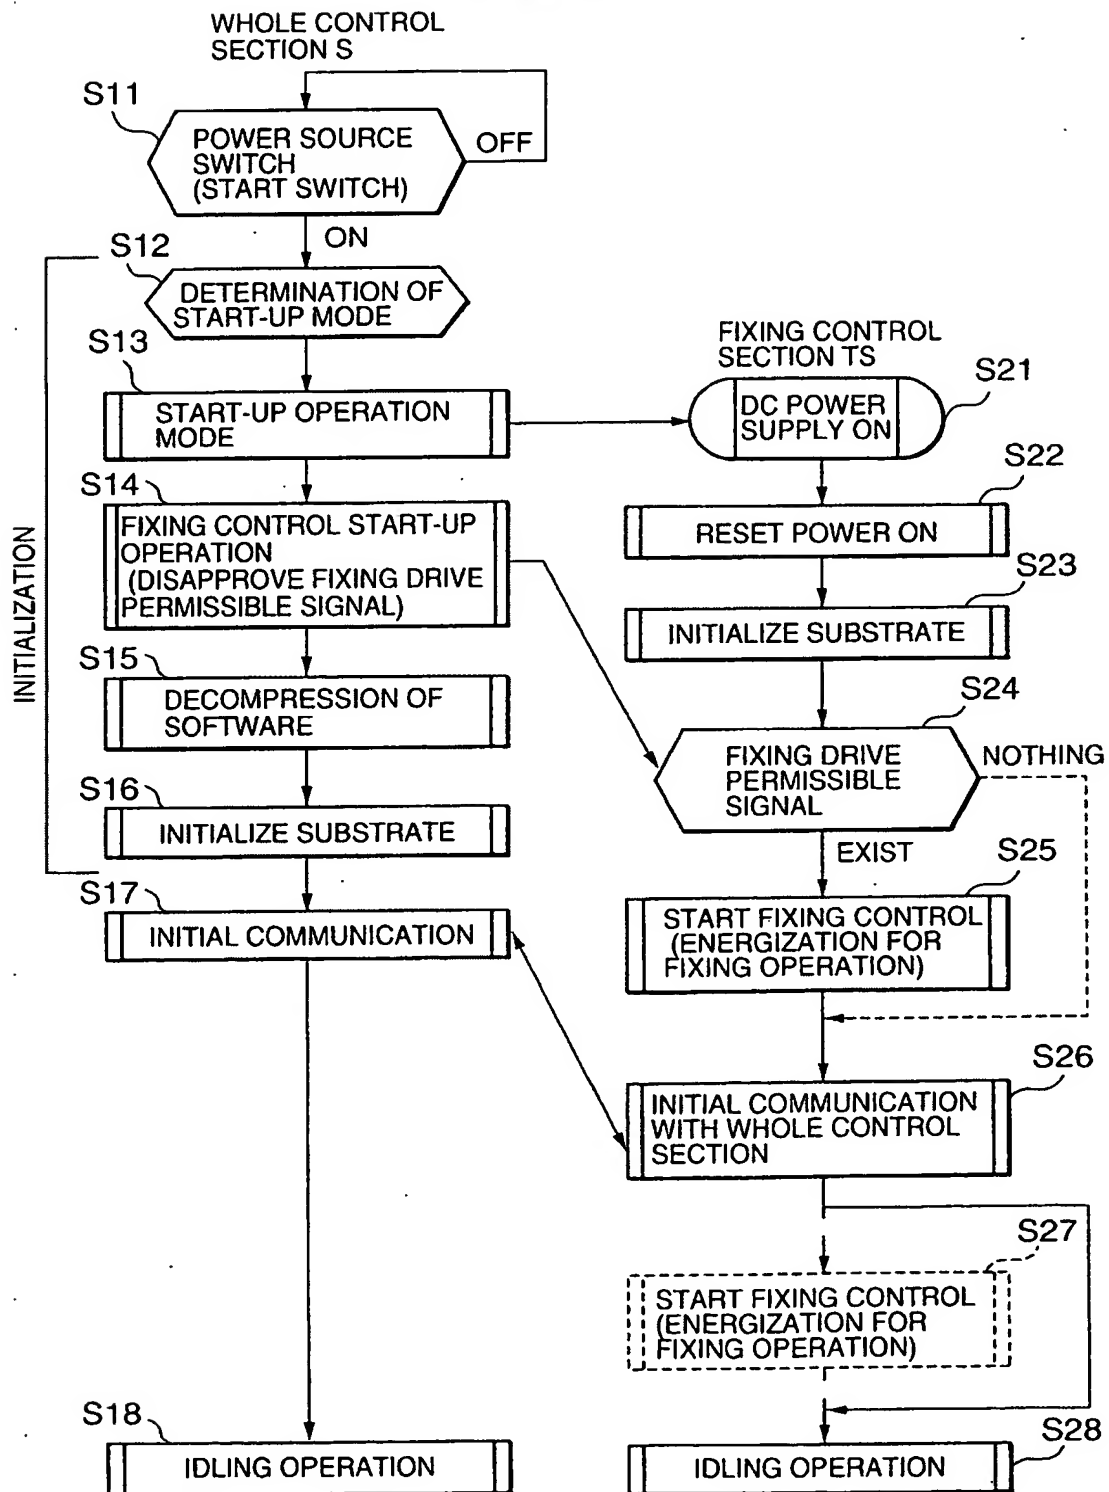 WHOLE CONTROL
SECTION S
S11
POWER SOURCE
SWITCH
(START SWITCH)
OFF
ON
S12
DETERMINATION OF
START-UP MODE
S13
START-UP OPERATION
MODE
S14
FIXING CONTROL START-UP
OPERATION
(DISAPPROVE FIXING DRIVE
PERMISSIBLE SIGNAL)
S15
DECOMPRESSION OF
SOFTWARE
S16
INITIALIZE SUBSTRATE
INITIALIZATION
S17
INITIAL COMMUNICATION
S18
IDLING OPERATION
FIXING CONTROL
SECTION TS
S21
DC POWER
SUPPLY ON
S22
RESET POWER ON
S23
INITIALIZE SUBSTRATE
S24
FIXING DRIVE
PERMISSIBLE
SIGNAL
NOTHING
EXIST
S25
START FIXING CONTROL
(ENERGIZATION FOR
FIXING OPERATION)
S26
INITIAL COMMUNICATION
WITH WHOLE CONTROL
SECTION
S27
START FIXING CONTROL
(ENERGIZATION FOR
FIXING OPERATION)
S28
IDLING OPERATION